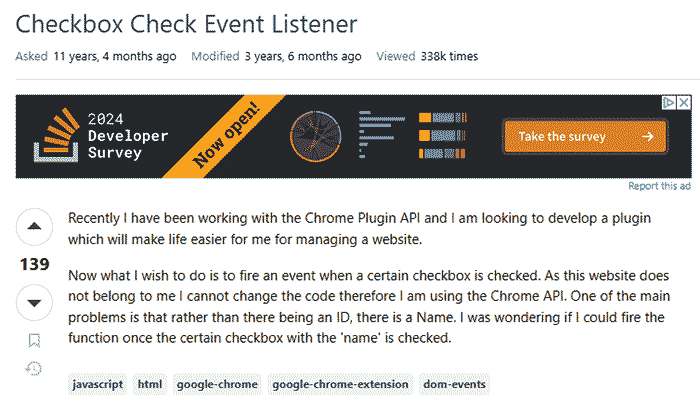 Checkbox Check Event Listener
Asked 11 years, 4 months ago Modified 3 years, 6 months ago Viewed 338k times
2024
Developer
Survey
Now open!
Take the survey
Report this ad
Recently I have been working with the Chrome Plugin API and I am looking to develop a plugin
which will make life easier for me for managing a website.
139
Now what I wish to do is to fire an event when a certain checkbox is checked. As this website does
not belong to me I cannot change the code therefore I am using the Chrome API. One of the main
problems is that rather than there being an ID, there is a Name. I was wondering if I could fire the
function once the certain checkbox with the 'name' is checked.
javascript html google-chrome google-chrome-extension dom-events